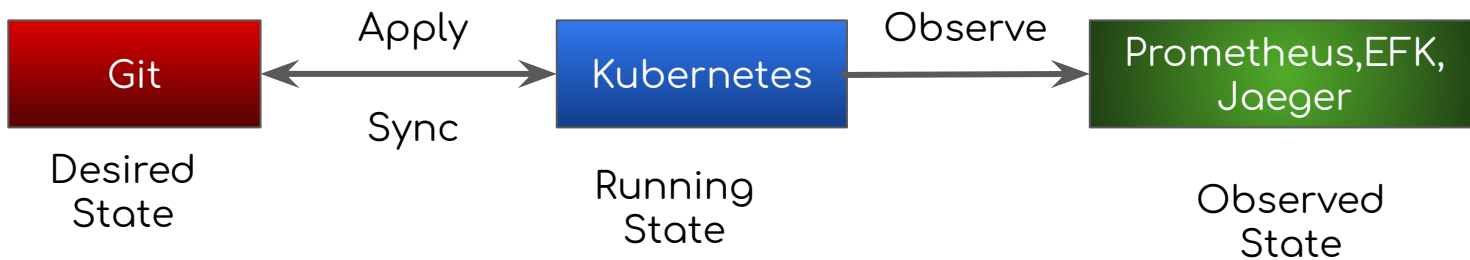 Git
Apply
Sync
Kubernetes
Observe
Prometheus,EFK,
Jaeger
Desired
State
Running
State
Observed
State